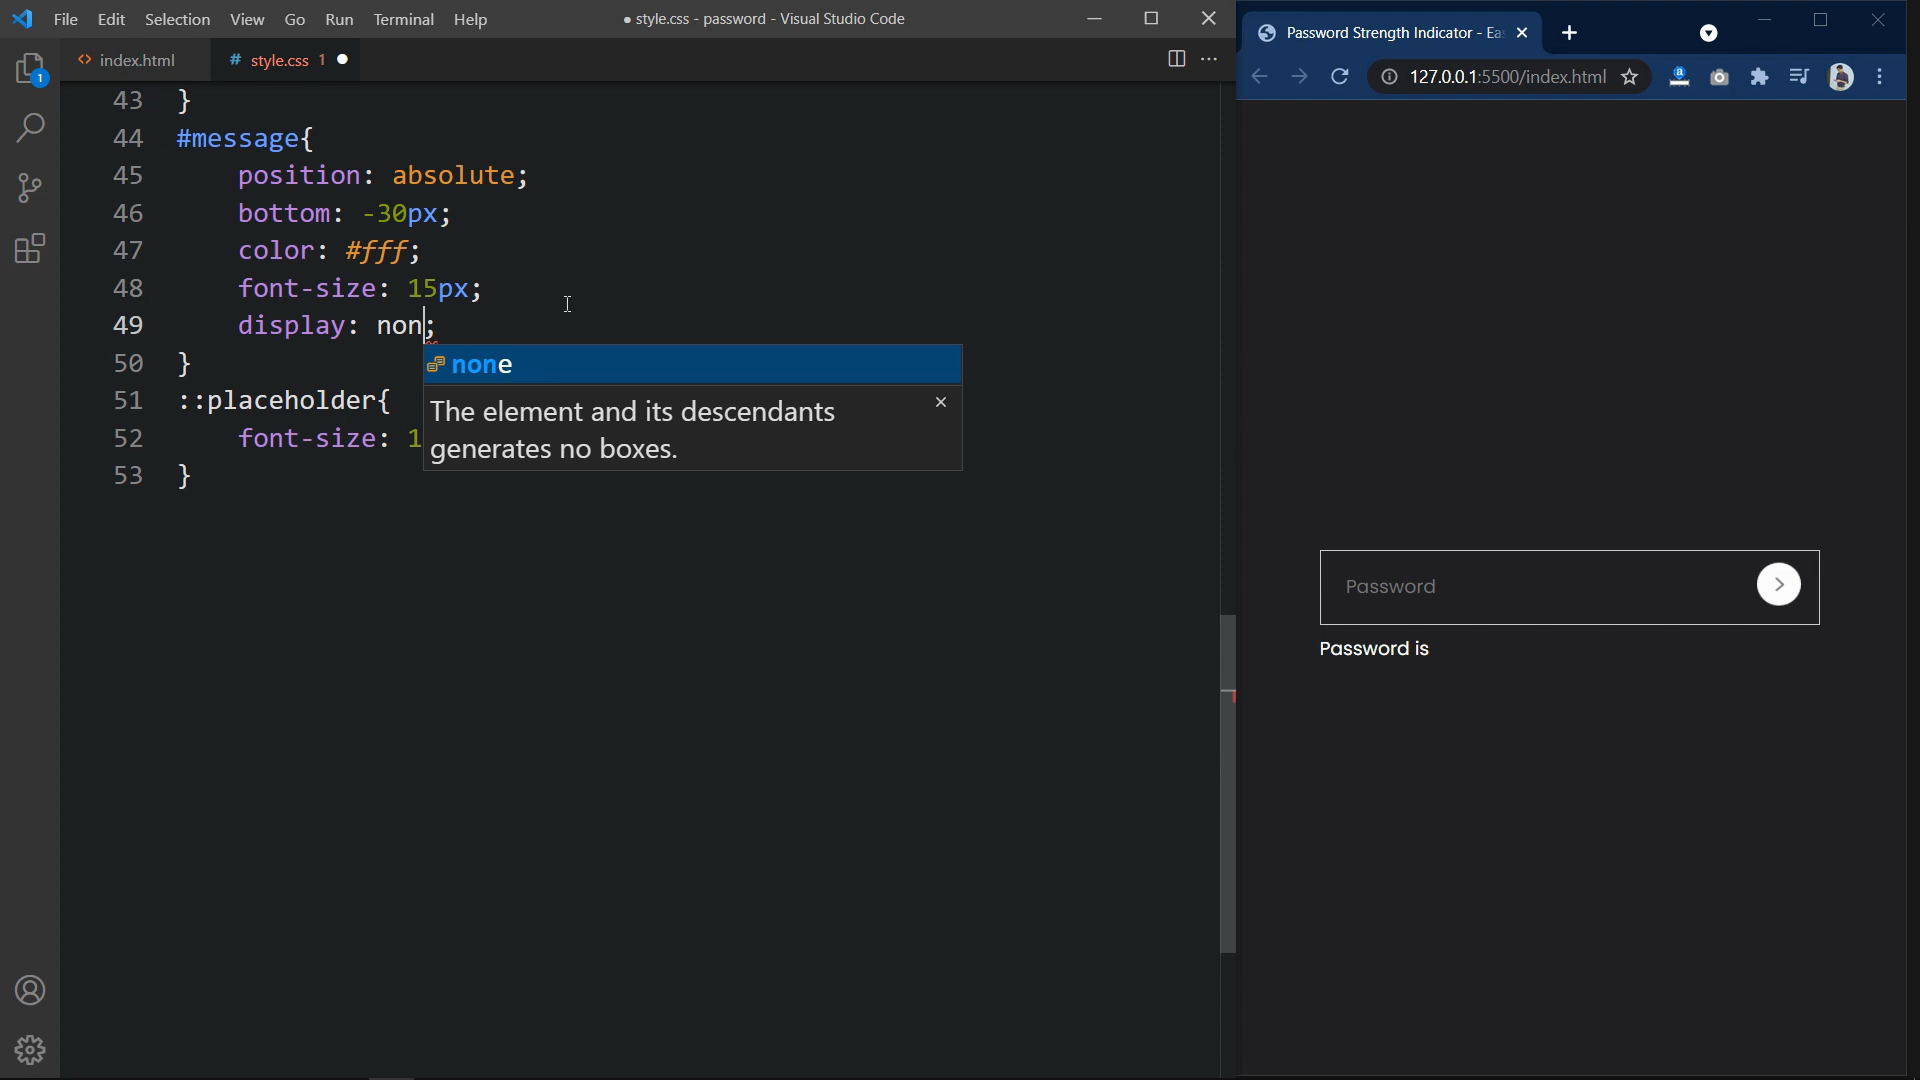 File Edit Selection View Go Run Terminal Help
● style.css - password - Visual Studio Code
index.html
# style.css 1 ●
43 }
44 #message{
45 position: absolute;
46 bottom: -30px;
47 color: #fff;
48 font-size: 15px;
49 display: non;
50 }
51 ::placeholder{
52 font-size: 1
53 }
none
The element and its descendants
generates no boxes.
1
Password Strength Indicator - Eas
127.0.0.1:5500/index.html
Password
Password is